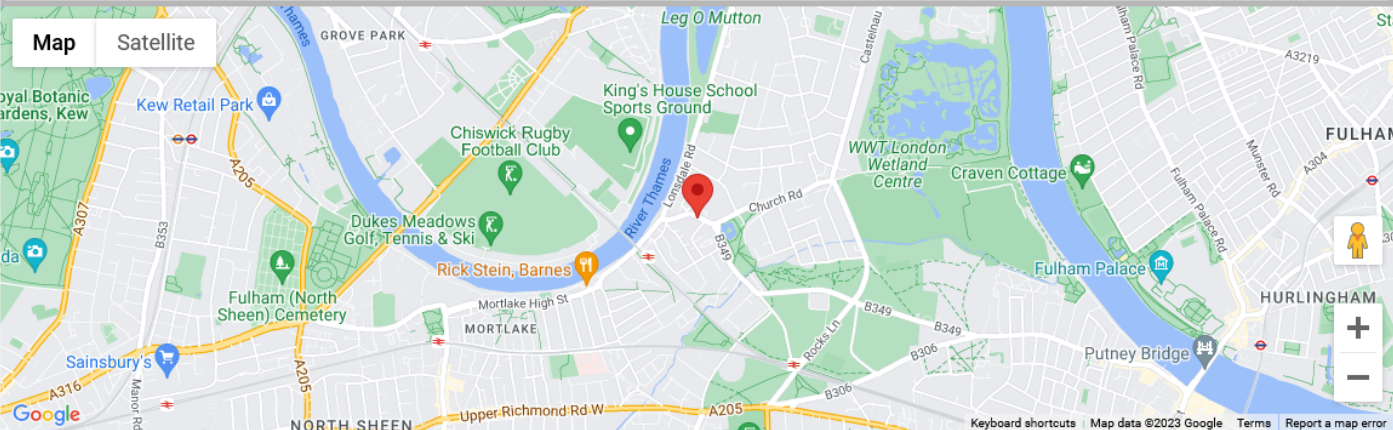 Map
Satellite
Thames
GROVE PARK
Leg O Mutton
Castelnau
Fulham Palace Rd
A3219
St
oyal Botanic
ardens, Kew
Kew Retail Park
King's House School
Sports Ground
Chiswick Rugby
Football Club
WWT London
Wetland
Centre
Craven Cottage
FULHAM
Munster Rd
A304
A205
Lonsdale Rd
Fulham Palace Rd
A307
B353
Dukes Meadows
Golf, Tennis & Ski
River Thames
Church Rd
B349
da
Rick Stein, Barnes
Fulham Palace
Fulham (North
Sheen) Cemetery
Mortlake High St
MORTLAKE
HURLINGHAM
B349
B349
Rocks Ln
B306
Putney Bridge
Sainsbury's
A316
Manor Rd
A205
B306
Google
NORTH SHEEN
Upper Richmond Rd W
A205
Keyboard shortcuts
Map data ©2023 Google
Terms
Report a map error